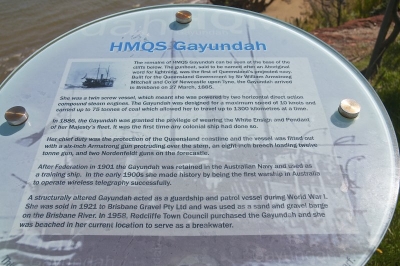 HMQS Gayundah
The remains of HMQS Gayundah can be seen at the base of the
cliffs below. The gunboat, said to be named after an Aboriginal
word for lightning, was the first of Queensland's projected navy.
Built for the Queensland Government by Sir William Armstrong
Mitchell and Co of Newcastle upon Tyne, the Gayundah arrived
in Brisbane on 27 March, 1885.
She was a twin screw vessel, which meant she was powered by two horizontal direct action
compound steam engines. The Gayundah was designed for a maximum speed of 10 knots and
carried up to 75 tonnes of coal which allowed her to travel up to 1300 kilometres at a time.
In 1886, the Gayundah was granted the privilege of wearing the White Ensign and Pendant
of her Majesty's fleet. It was the first time any colonial ship had done so.
Her chief duty was the protection of the Queensland coastline and the vessel was fitted out
with a six-inch Armstrong gun protruding over the stem, an eight-inch breech loading twelve
tonne gun, and two Nordenfeldt guns on the forecastle.
After Federation in 1901 the Gayundah was retained in the Australian Navy and used as
a training ship. In the early 1900s she made history by being the first warship in Australia
to operate wireless telegraphy successfully.
A structurally altered Gayundah acted as a guardship and patrol vessel during World War I.
She was sold in 1921 to Brisbane Gravel Pty Ltd and was used as a sand and gravel barge
on the Brisbane River. In 1958, Redcliffe Town Council purchased the Gayundah and she
was beached in her current location to serve as a breakwater.